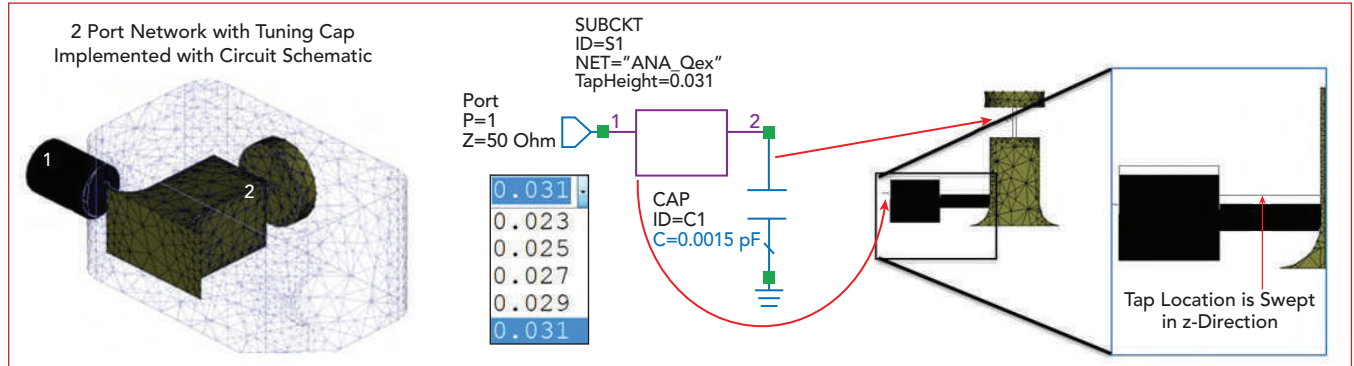 2 Port Network with Tuning Cap
Implemented with Circuit Schematic
1
2
SUBCKT
ID=S1
NET="ANA_Qex"
TapHeight=0.031
Port
P=1
Z=50 Ohm
1
2
0.031
0.023
0.025
0.027
0.029
0.031
CAP
ID=C1
C=0.0015 pF
Tap Location is Swept
in z-Direction